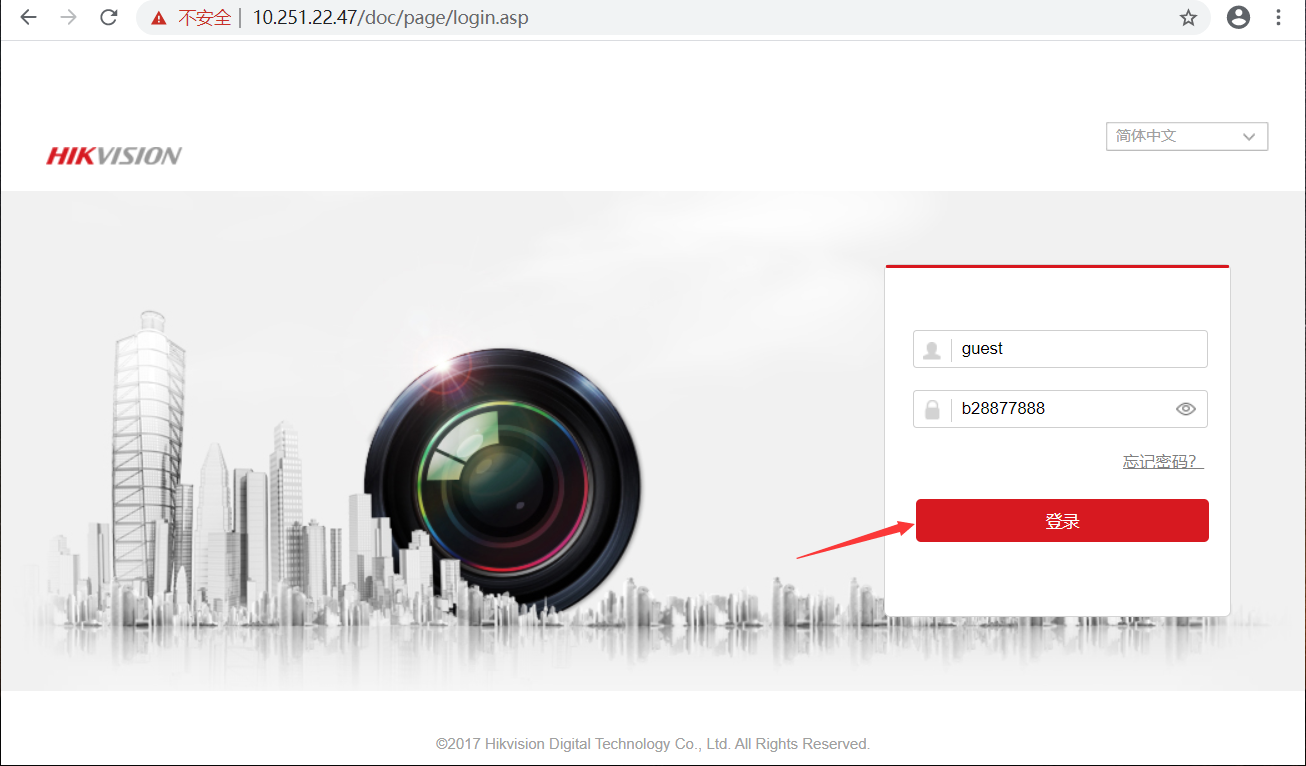 不安全 | 10.251.22.47/doc/page/login.asp
HIKVISION
简体中文
guest
b28877888
忘记密码?
登录
©2017 Hikvision Digital Technology Co., Ltd. All Rights Reserved.